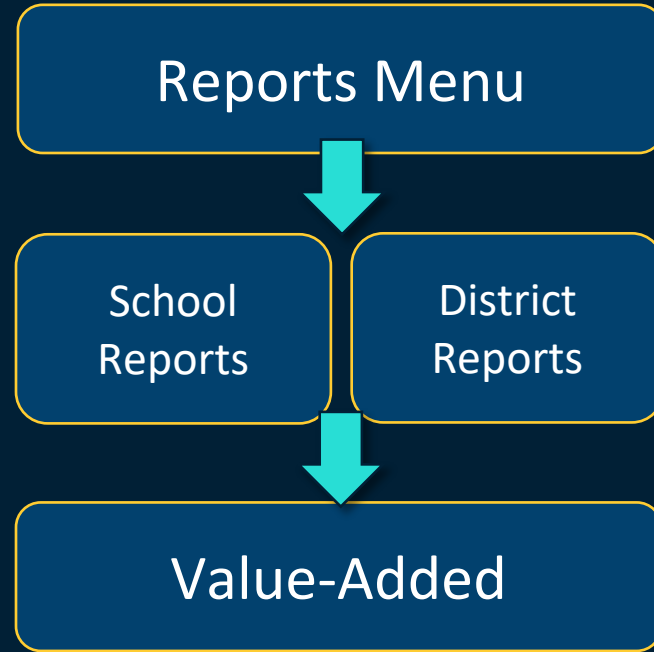 Reports Menu
School
Reports
District
Reports
Value-Added